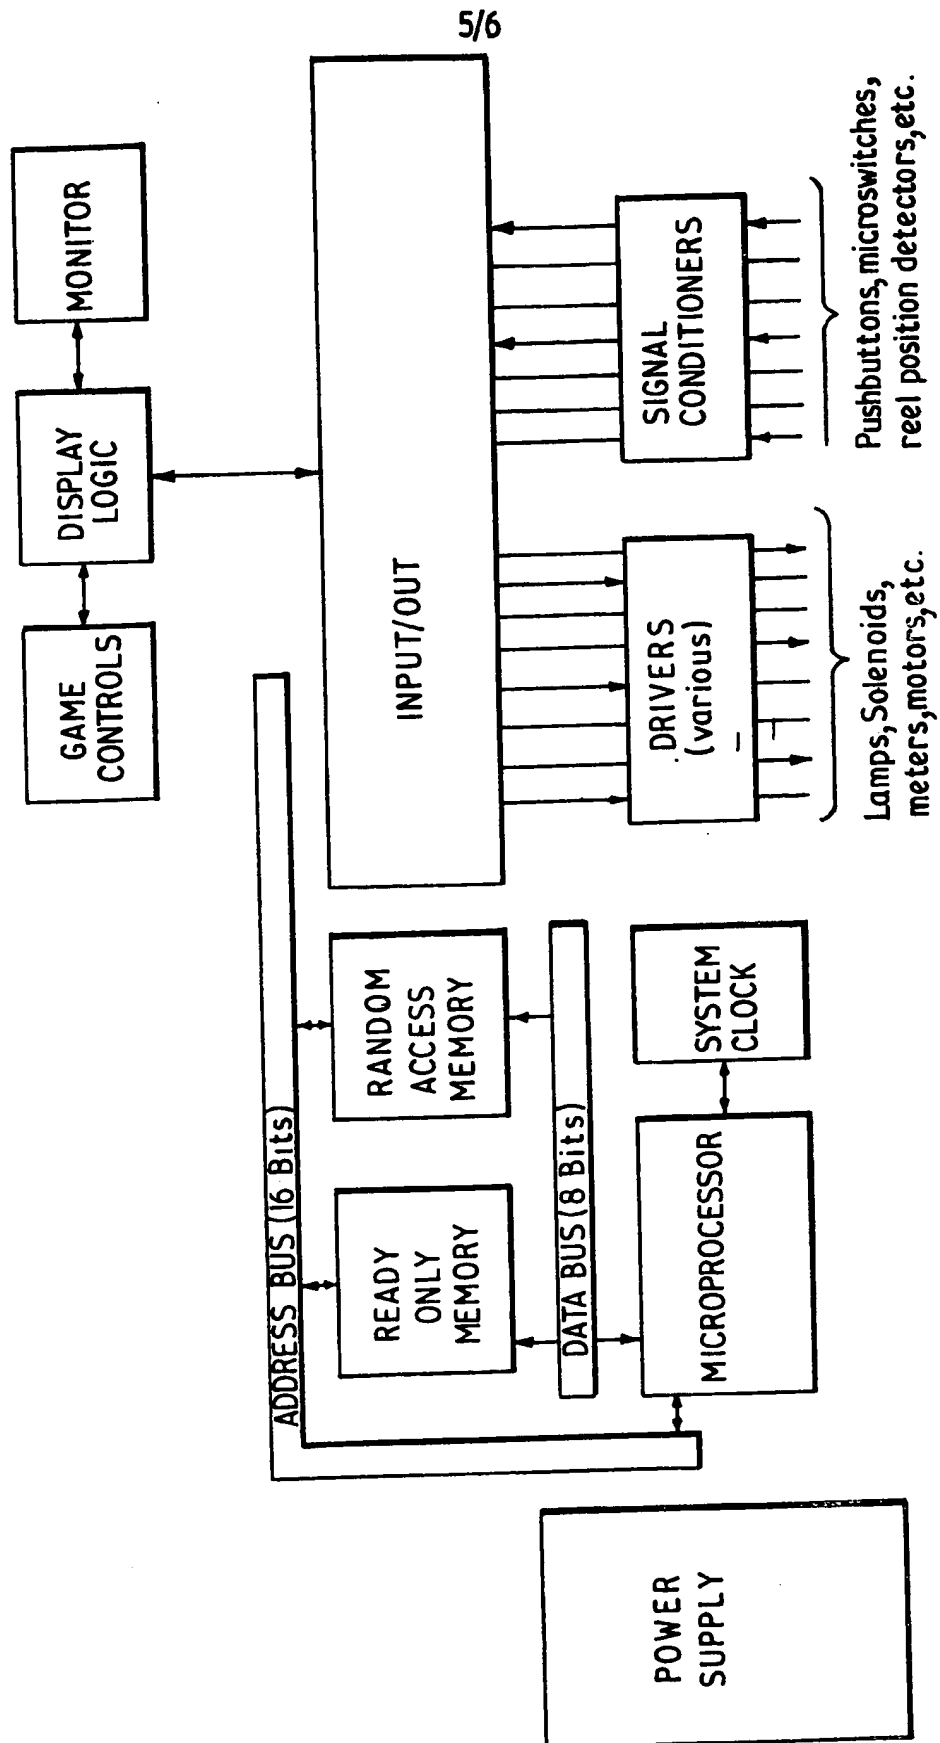 5/6
GAME
CONTROLS
DISPLAY
LOGIC
MONITOR
ADDRESS BUS (16 Bits)
READY
ONLY
MEMORY
RANDOM
ACCESS
MEMORY
INPUT/OUT
DATA BUS (8 Bits)
POWER
SUPPLY
MICROPROCESSOR
SYSTEM
CLOCK
DRIVERS
(various)
SIGNAL
CONDITIONERS
Lamps, Solenoids,
meters, motors, etc.
Pushbuttons, microswitches,
reel position detectors, etc.